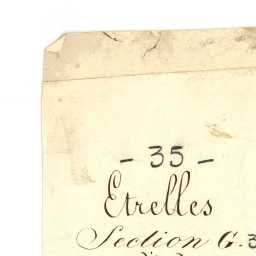 - 35 -
Etrelles
Section G. 3